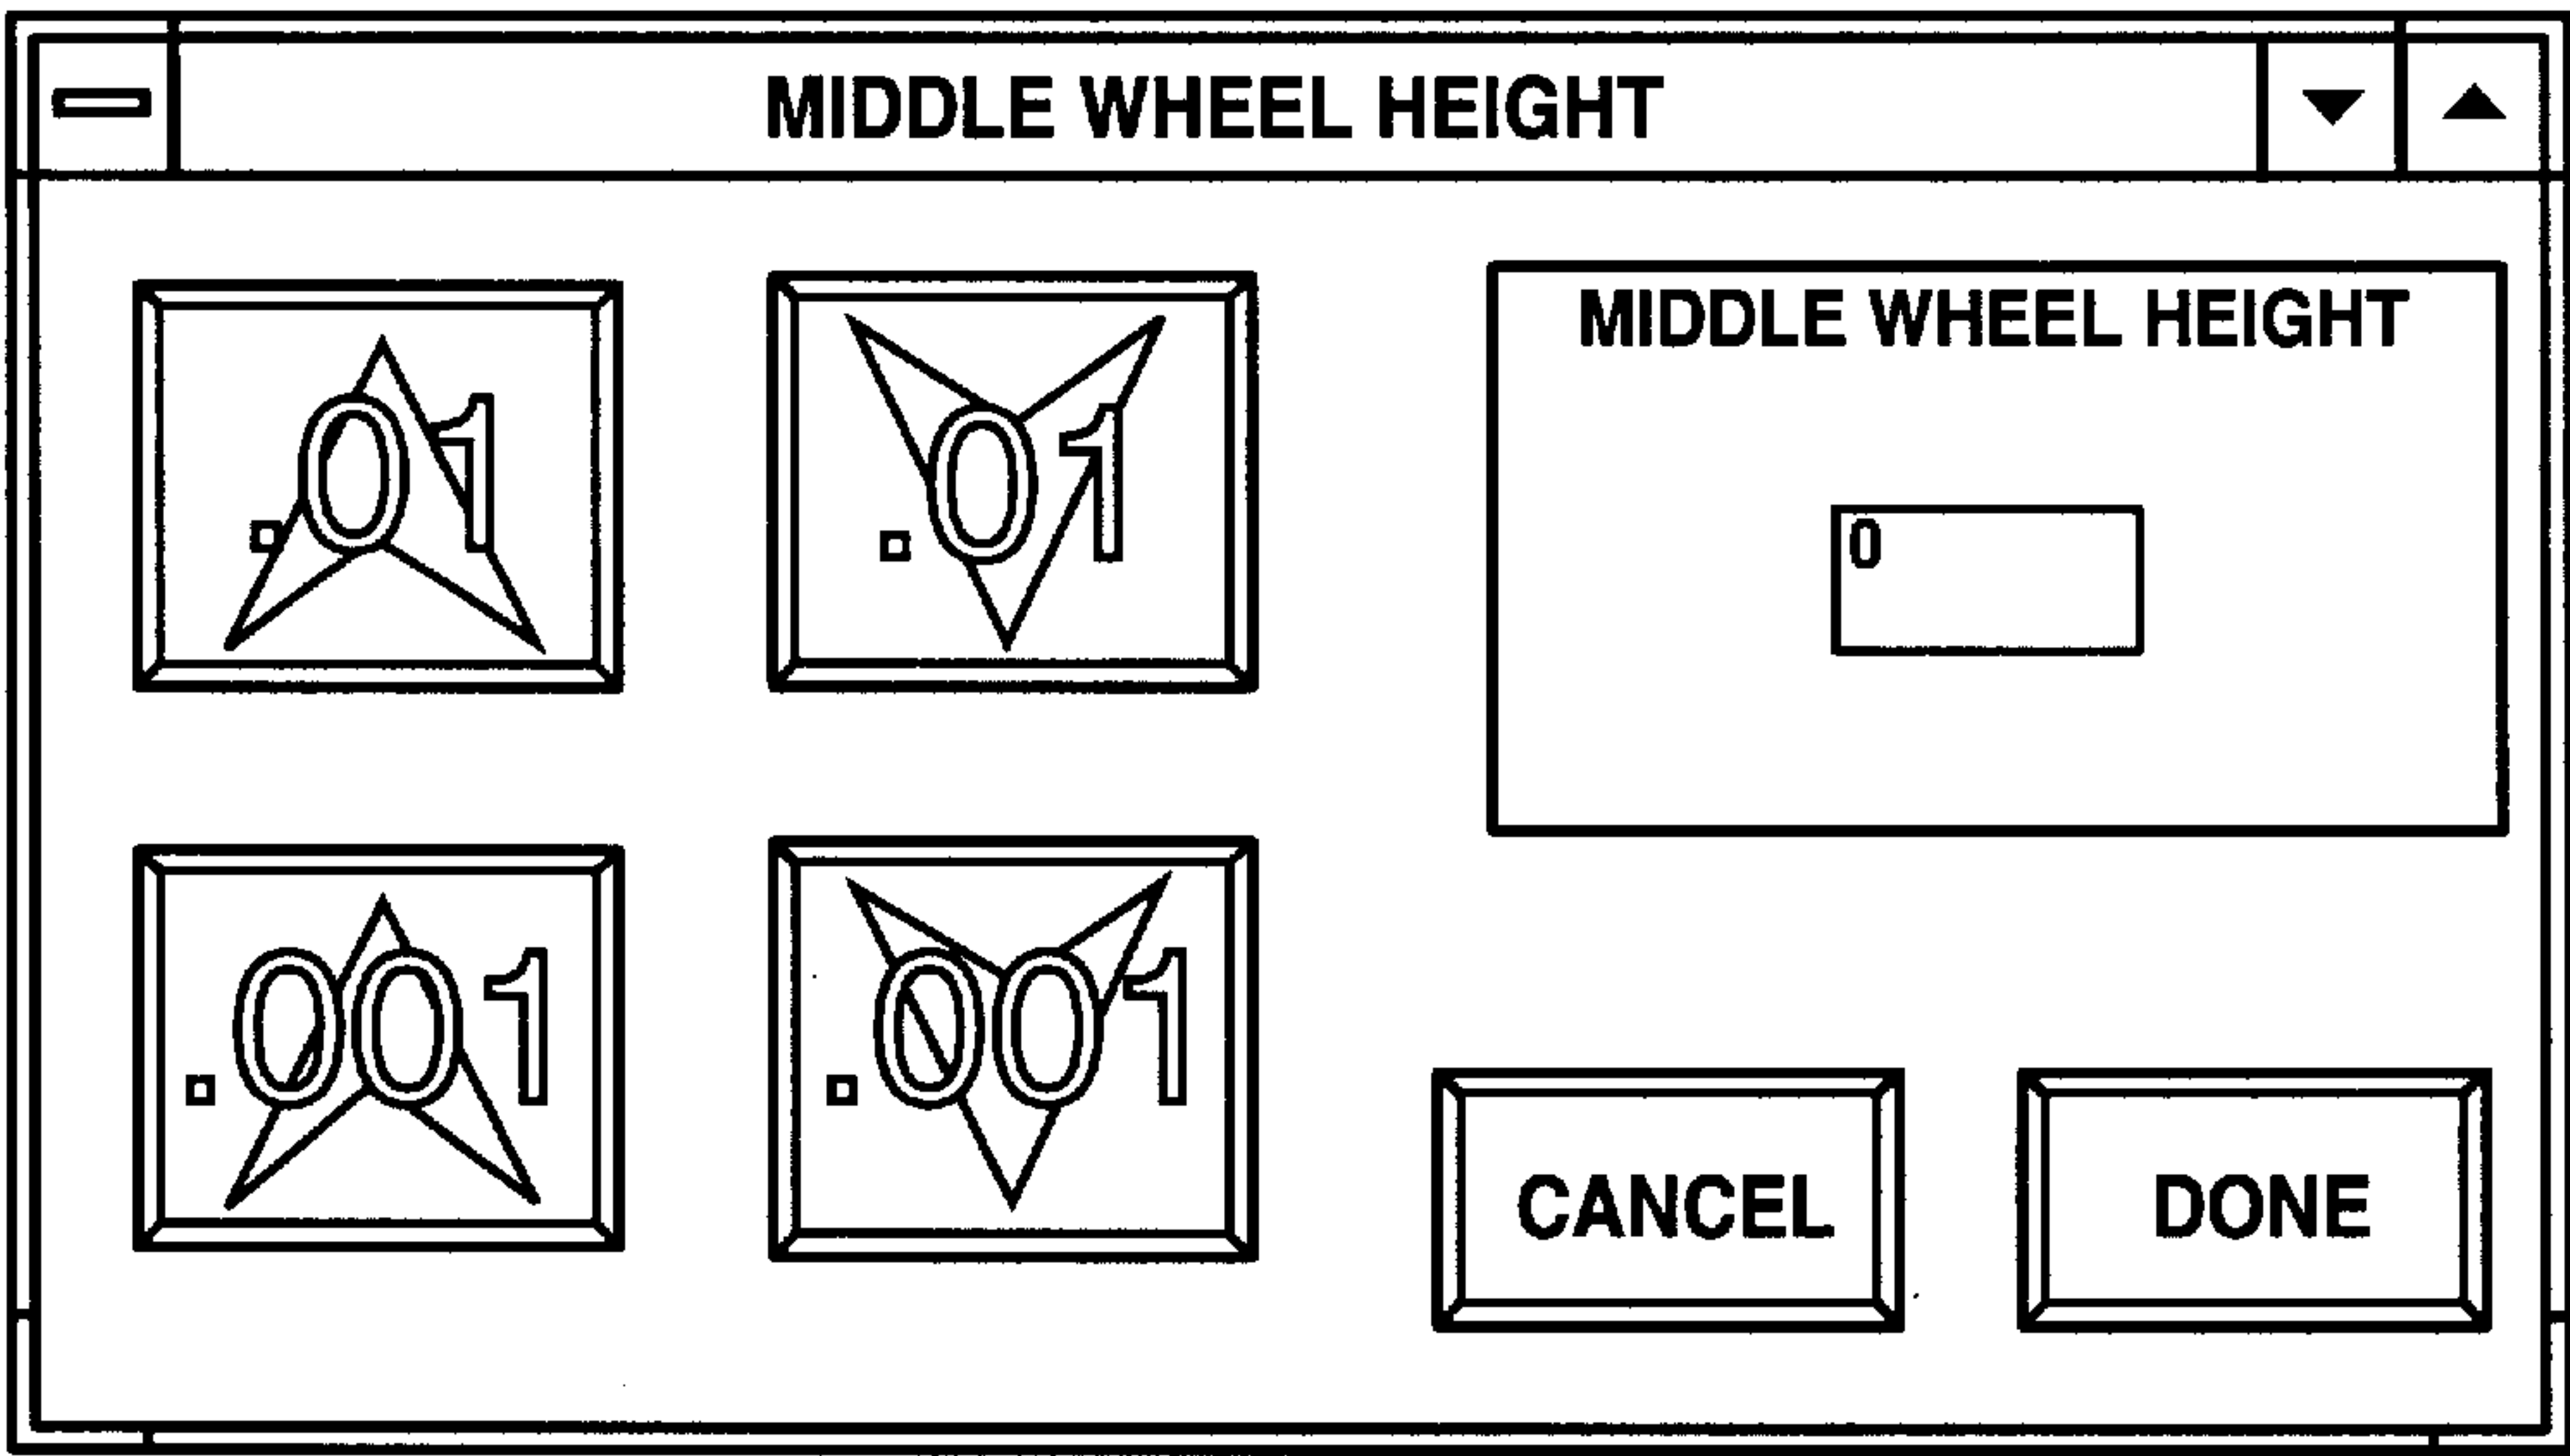 MIDDLE WHEEL HEIGHT
.01
.01
MIDDLE WHEEL HEIGHT
0
.001
.001
CANCEL
DONE